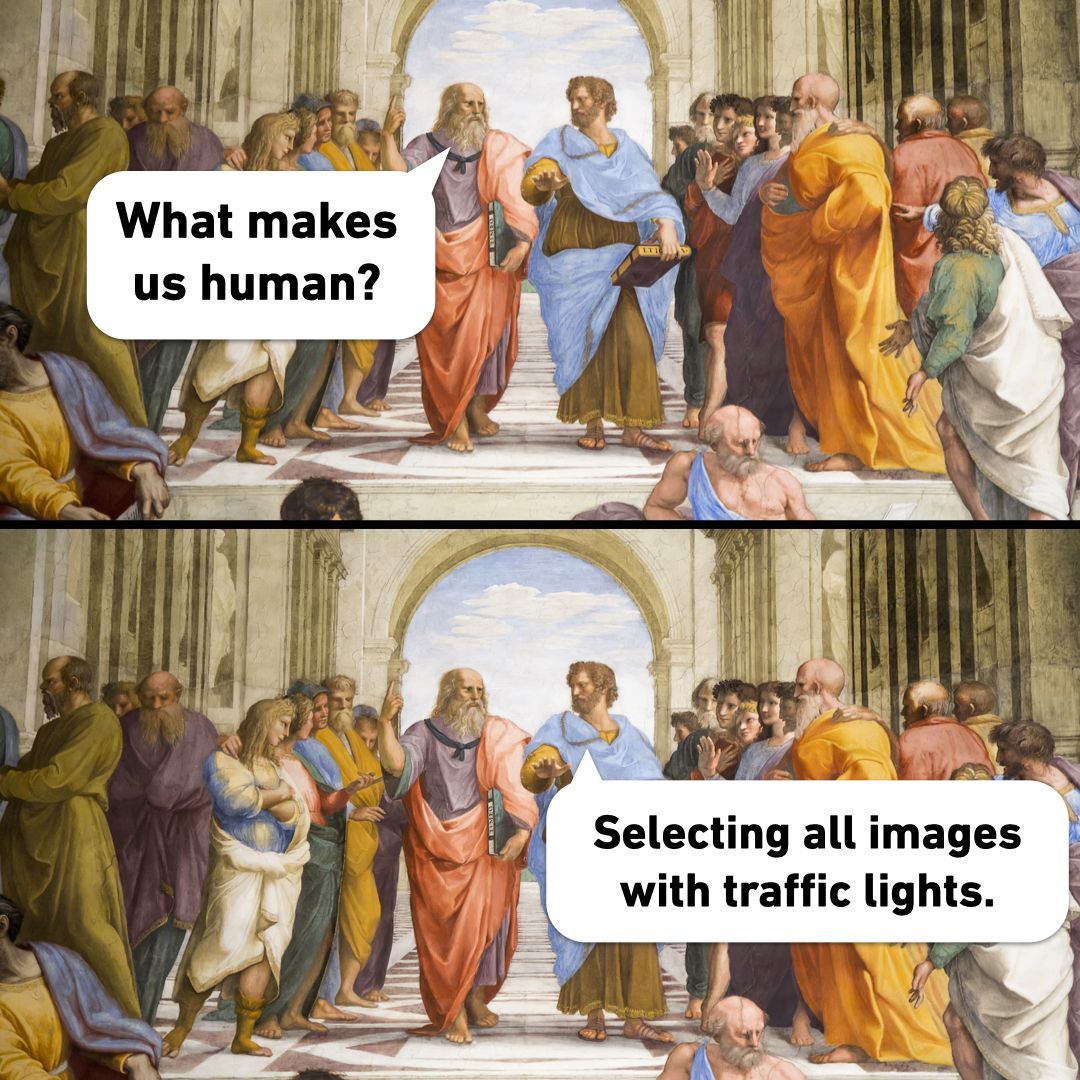 What makes
us human?
Selecting all images
with traffic lights.